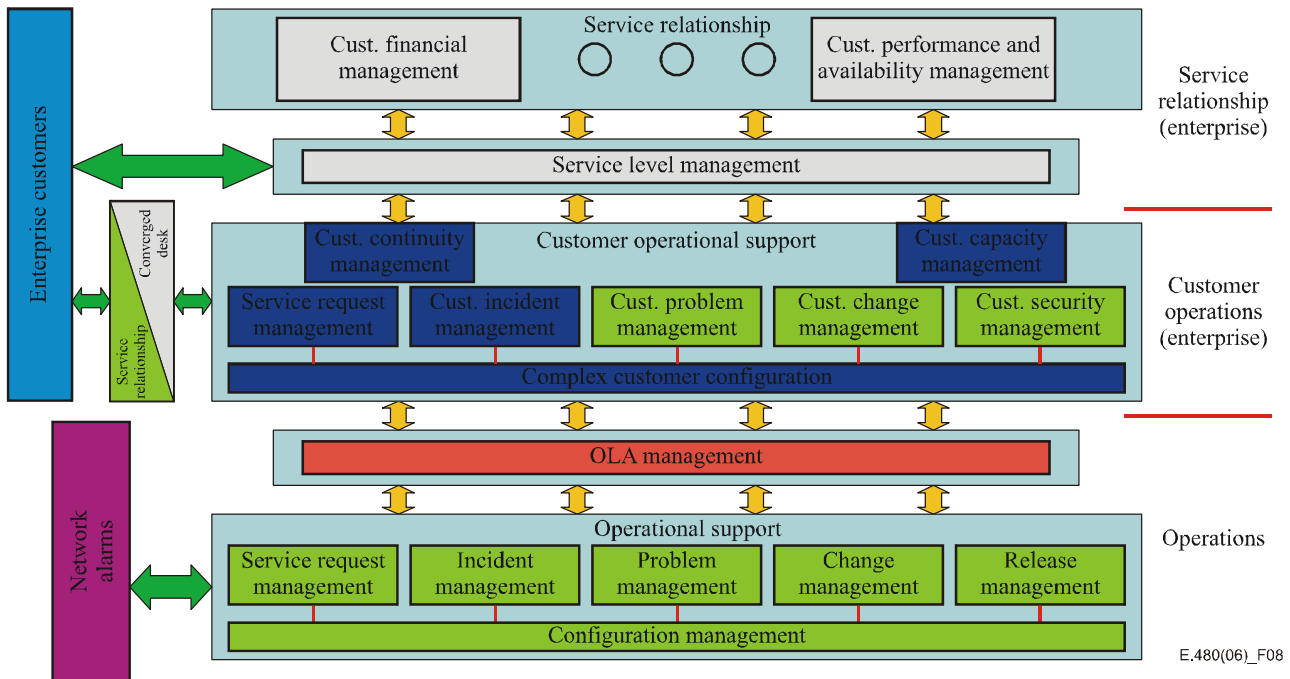 Service relationship
Cust. financial
management
Cust. performance and
availability management
Service
relationship
(enterprise)
Enterprise customers
Service level management
Converged
desk
Service
relationship
Customer operational support
Cust. continuity
management
Cust. capacity
management
Service request
management
Cust. incident
management
Cust. problem
management
Cust. change
management
Cust. security
management
Complex customer configuration
Customer
operations
(enterprise)
OLA management
Network
alarms
Operational support
Service request
management
Incident
management
Problem
management
Change
management
Release
management
Configuration management
Operations
E.480(06)_F08